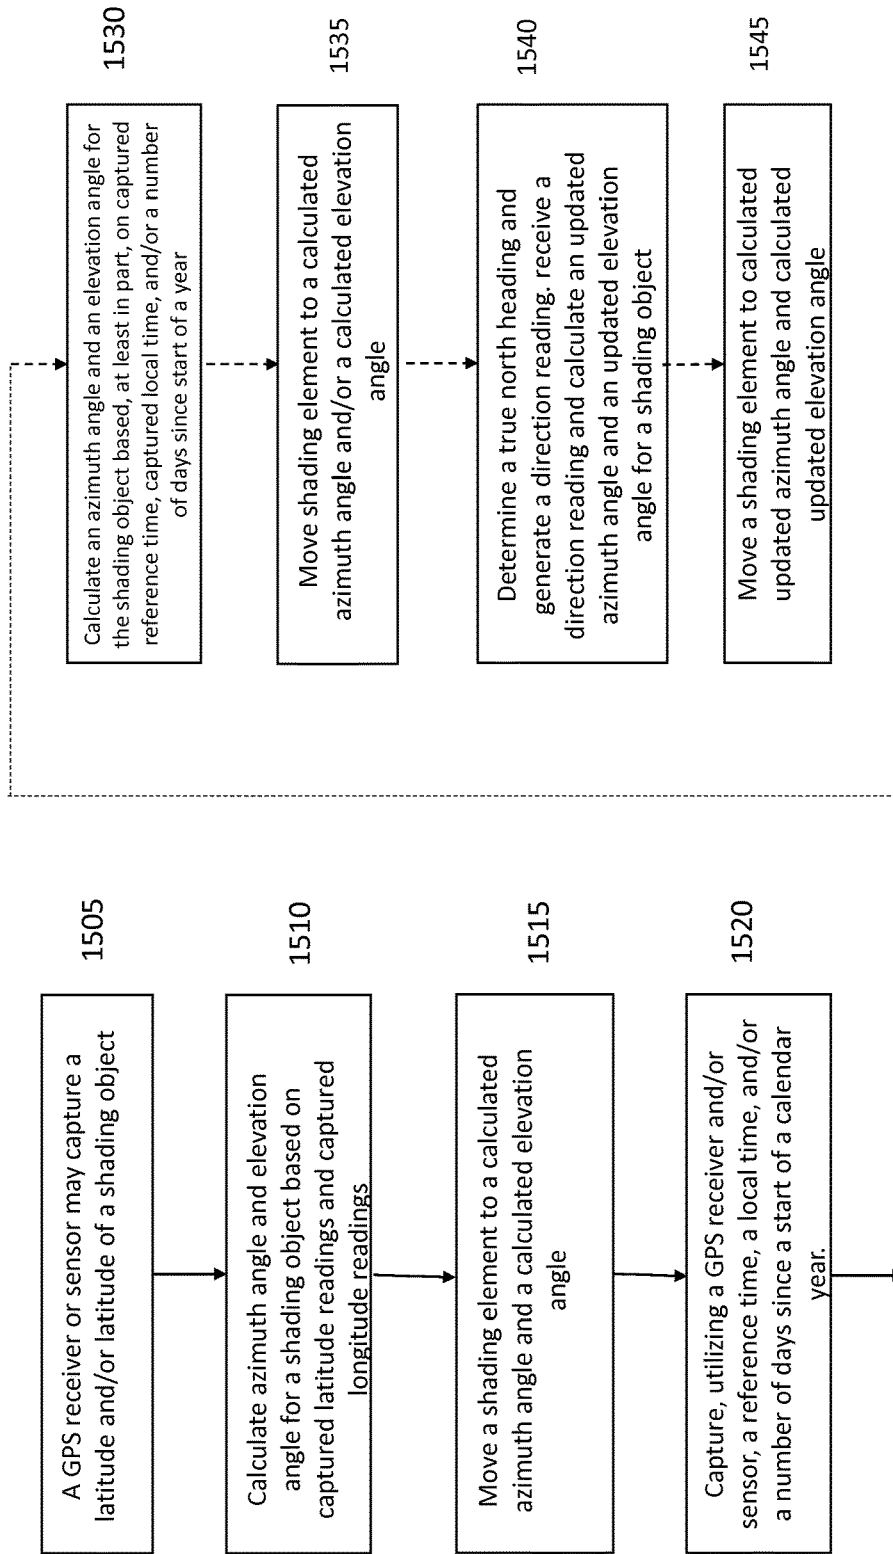 A GPS receiver or sensor may capture a
latitude and/or latitude of a shading object
1505
Calculate azimuth angle and elevation
angle for a shading object based on
captured latitude readings and captured
longitude readings
1510
Move a shading element to a calculated
azimuth angle and a calculated elevation
angle
1515
Capture, utilizing a GPS receiver and/or
sensor, a reference time, a local time, and/or
a number of days since a start of a calendar
year.
1520
Calculate an azimuth angle and an elevation angle for
the shading object based, at least in part, on captured
reference time, captured local time, and/or a number
of days since start of a year
1530
Move shading element to a calculated
azimuth angle and/or a calculated elevation
angle
1535
Determine a true north heading and
generate a direction reading. receive a
direction reading and calculate an updated
azimuth angle and an updated elevation
angle for a shading object
1540
Move a shading element to calculated
updated azimuth angle and calculated
updated elevation angle
1545